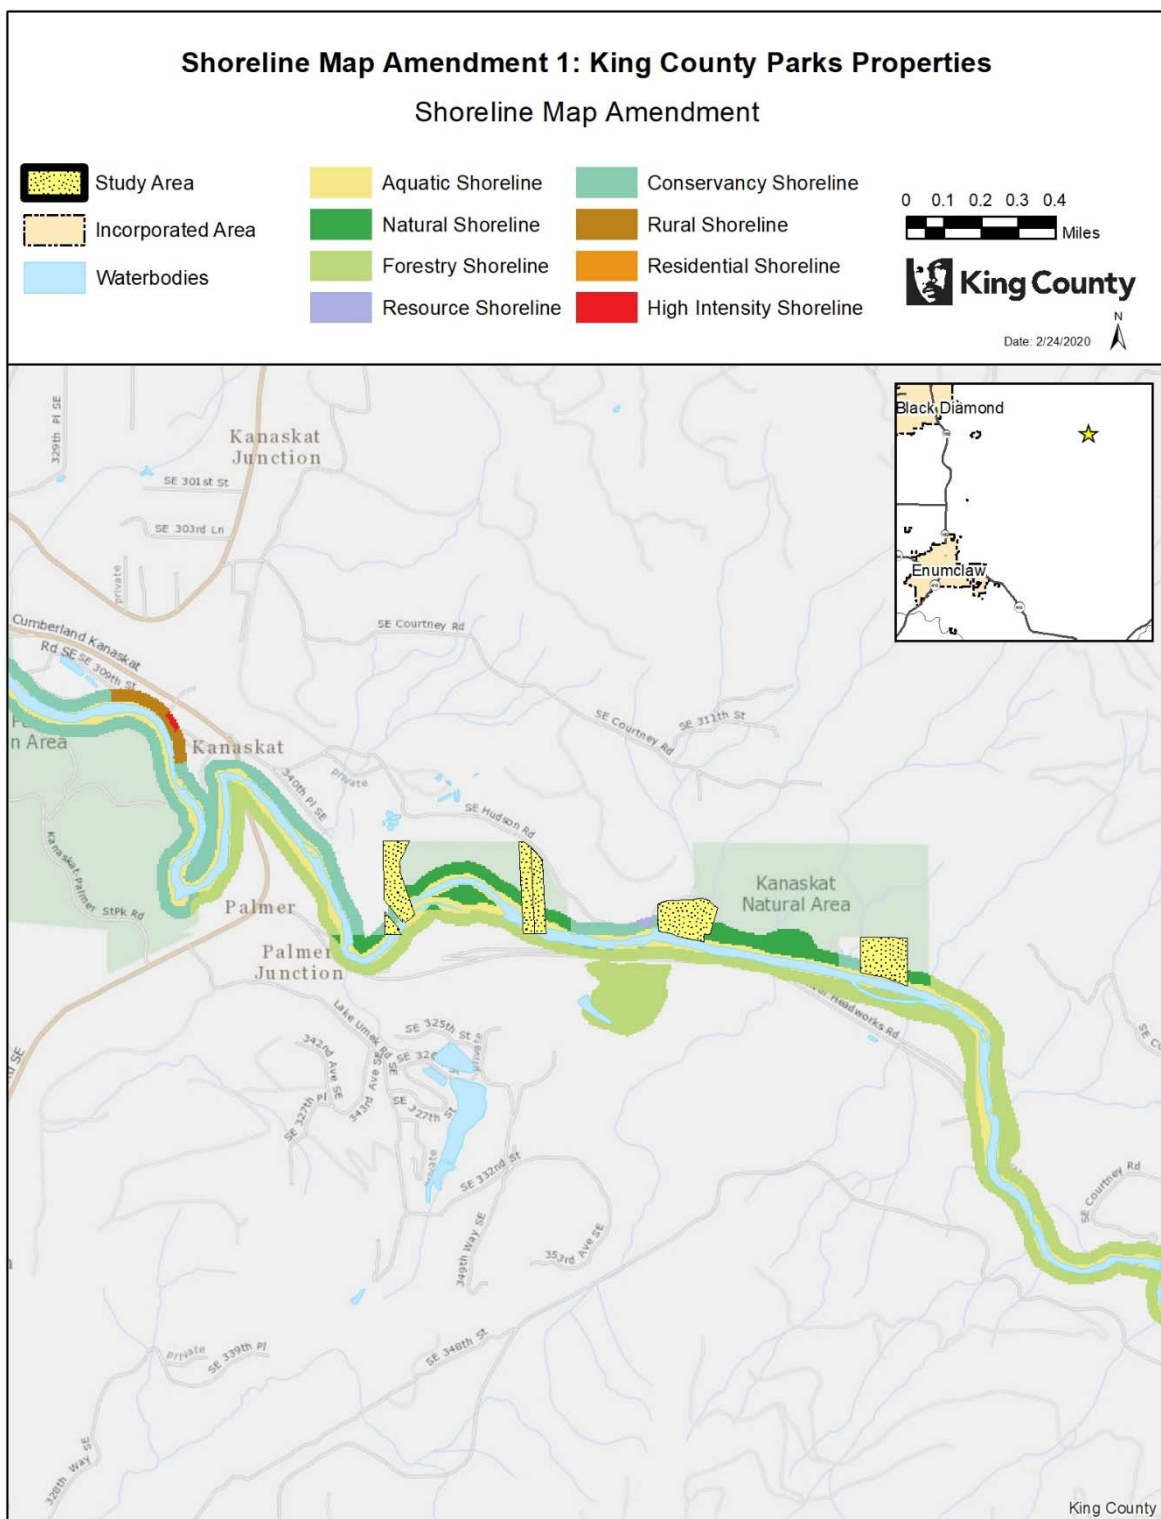 Shoreline Map Amendment 1: King County Parks Properties
Shoreline Map Amendment
Study Area
Incorporated Area
Waterbodies
Aquatic Shoreline
Natural Shoreline
Forestry Shoreline
Resource Shoreline
Conservancy Shoreline
Rural Shoreline
Residential Shoreline
High Intensity Shoreline
0 0.1 0.2 0.3 0.4
Miles
King County
N
Date: 2/24/2020
Black Diamond
Enumclaw
329th Pl SE
Kanaskat
Junction
SE 301st St
SE 303rd Ln
private
SE Courtney Rd
Cumberland Kanaskat
Rd SE
SE 309th St
n Area
Kanaskat
340th Pl SE
private
SE Courtney Rd
SE 311th St
SE Hudson Rd
Kanaskat
Natural Area
Kanaskat-Palmer
StPk Rd
Palmer
Palmer
Junction
Headworks Rd
Lake Umek Rd
SE
SE 325th St
private
342nd Ave SE
343rd Ave SE
SE 327th Pl
SE 327th St
private
SE 332nd St
349th Way SE
353rd Ave SE
SE Courtney Rd
SE 348th St
private
SE 339th Pl
328th Way SE
King County